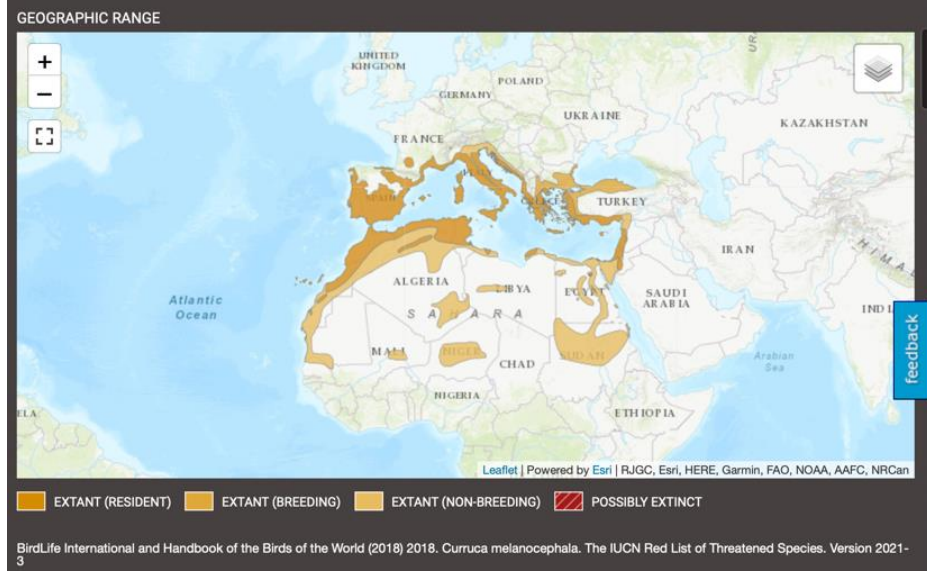 GEOGRAPHIC RANGE
+
−
UNITED
KINGDOM
POLAND
GERMANY
UKRAINE
KAZAKHSTAN
FRANCE
ITALY
SPAIN
GREECE
TURKEY
IRAN
HIMA
ALGERIA
LIBYA
EGYPT
SAUDI
ARABIA
IND
Atlantic
Ocean
SAHARA
MALI
NIGER
CHAD
SUDAN
Arabian
Sea
feedback
NIGERIA
ETHIOPIA
ELA
Leaflet | Powered by Esri | RJGC, Esri, HERE, Garmin, FAO, NOAA, AAFC, NRCan
EXTANT (RESIDENT) EXTANT (BREEDING) EXTANT (NON-BREEDING) POSSIBLY EXTINCT
BirdLife International and Handbook of the Birds of the World (2018) 2018. Curruca melanocephala. The IUCN Red List of Threatened Species. Version 2021-
3